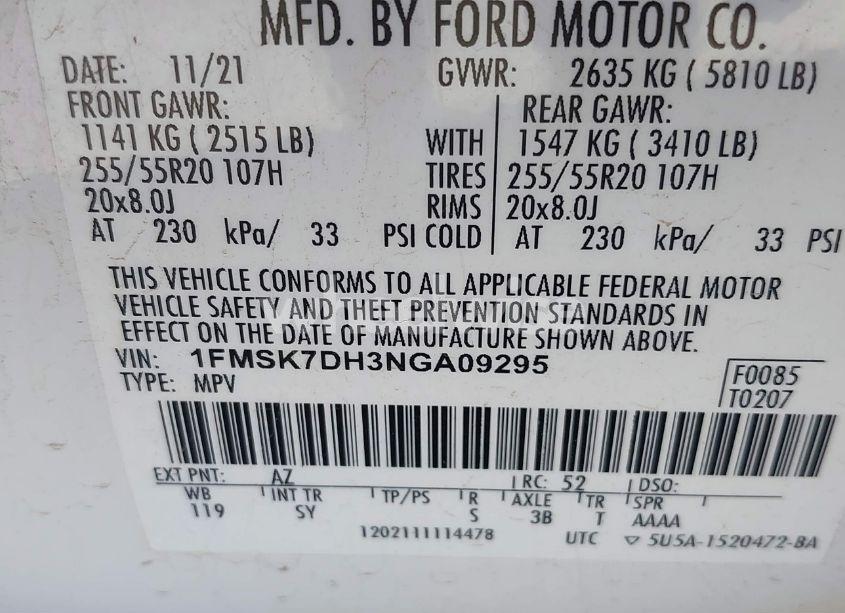 MFD. BY FORD MOTOR CO.
DATE: 11/21 GVWR: 2635 KG ( 5810 LB)
FRONT GAWR: REAR GAWR:
1141 KG ( 2515 LB) WITH 1547 KG ( 3410 LB)
255/55R20 107H TIRES 255/55R20 107H
20x8.0J RIMS 20x8.0J
AT 230 kPa/ 33 PSI COLD AT 230 kPa/ 33 PSI
THIS VEHICLE CONFORMS TO ALL APPLICABLE FEDERAL MOTOR
VEHICLE SAFETY AND THEFT PREVENTION STANDARDS IN
EFFECT ON THE DATE OF MANUFACTURE SHOWN ABOVE.
VIN: 1FMSK7DH3NGA09295
TYPE: MPV
F0085
T0207
EXT PNT: AZ RC: 52 DSO:
WB INT TR TP/PS R AXLE TR SPR
119 SY S 3B T AAAA
1202111114478 UTC ▽ 5U5A-1520472-BA